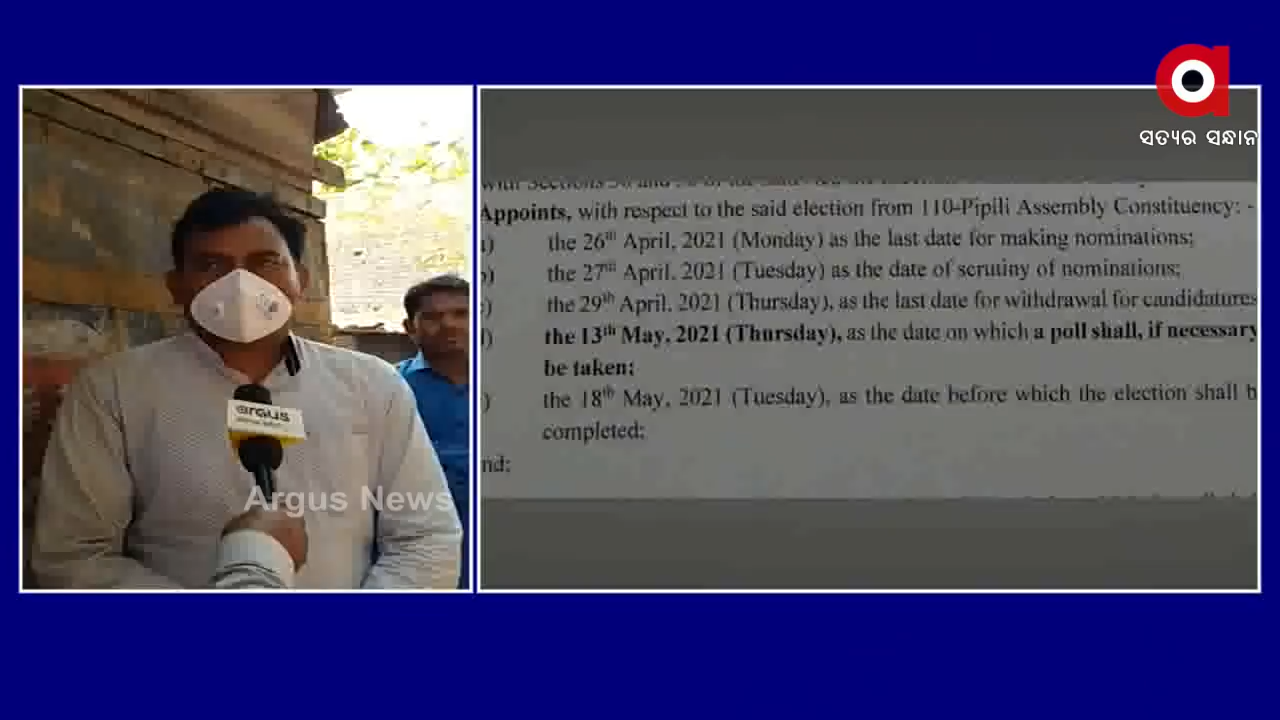 ସତ୍ୟର ସନ୍ଧାନ
Appoints, with respect to the said election from 110-Pipili Assembly Constituency: -
the 26th April, 2021 (Monday) as the last date for making nominations;
the 27th April, 2021 (Tuesday) as the date of scrutiny of nominations;
the 29th April, 2021 (Thursday), as the last date for withdrawal for candidatures
the 13th May, 2021 (Thursday), as the date on which a poll shall, if necessary
be taken;
the 18th May, 2021 (Tuesday), as the date before which the election shall b
completed;
nd;
argus
Argus News